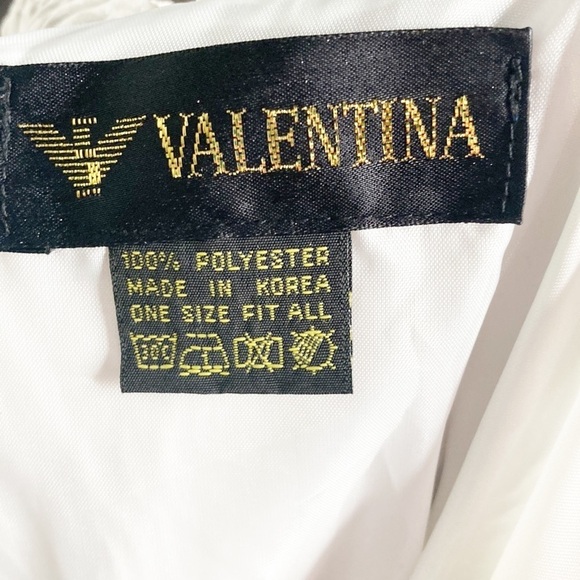 VALENTINA
100% POLYESTER
MADE IN KOREA
ONE SIZE FIT ALL